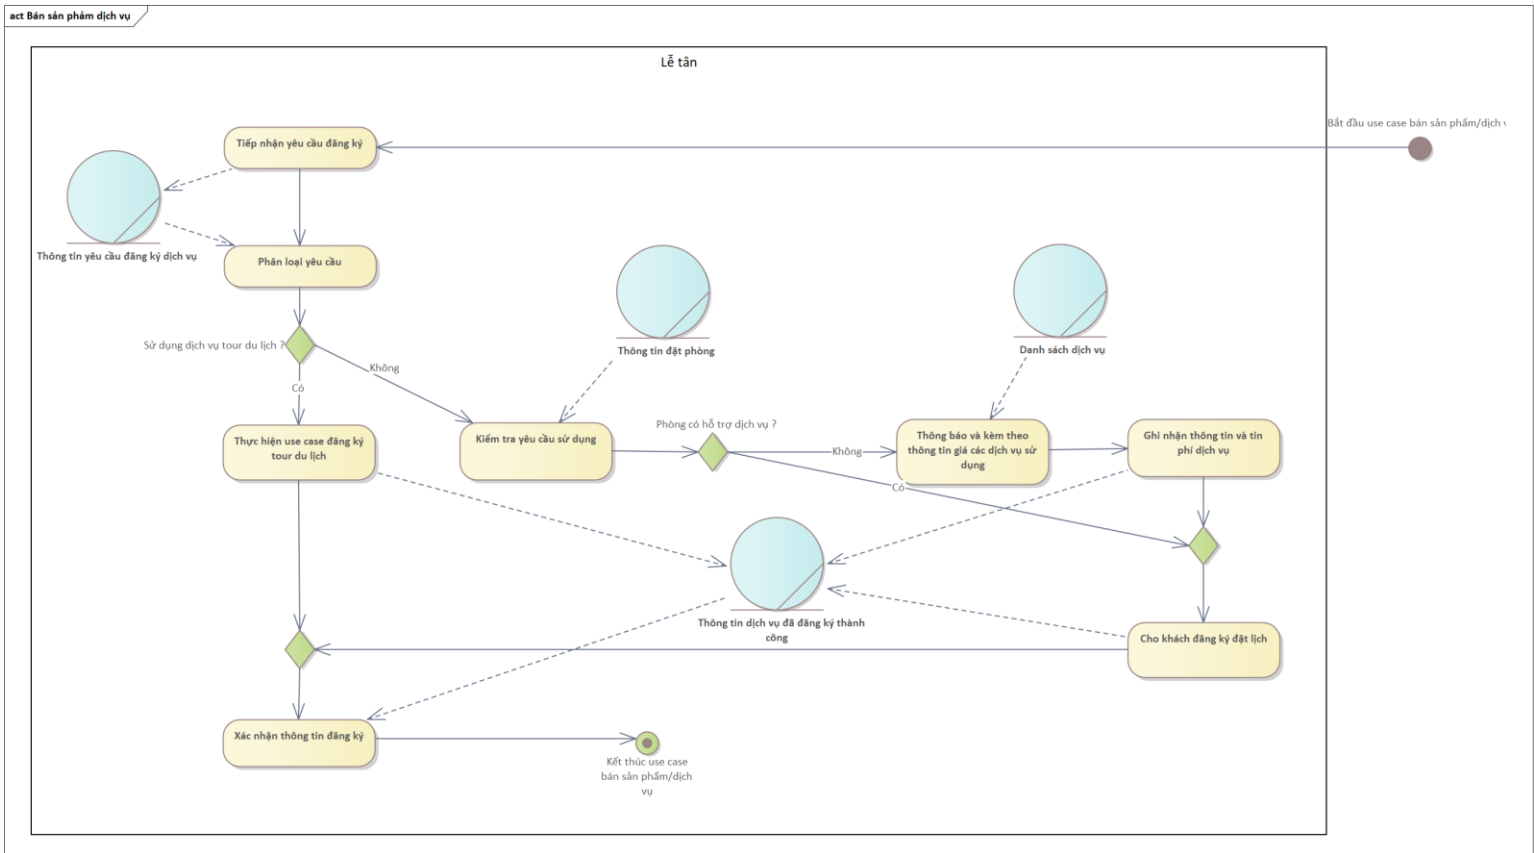 act Bán sản phảm dịch vụ
Lễ tân
Bắt đầu use case bán sản phẩm/dịch v
Tiếp nhận yêu cầu đăng ký
Thông tin yêu cầu đăng ký dịch vụ
Phân loại yêu cầu
Sử dụng dịch vụ tour du lịch ?
Không
Có
Thông tin đặt phòng
Danh sách dịch vụ
Thực hiện use case đăng ký
tour du lịch
Kiểm tra yêu cầu sử dụng
Phòng có hỗ trợ dịch vụ ?
Không
Có
Thông báo và kèm theo
thông tin giá các dịch vụ sử
dụng
Ghi nhận thông tin và tin
phí dịch vụ
Thông tin dịch vụ đã đăng ký thành
công
Cho khách đăng ký đặt lịch
Xác nhận thông tin đăng ký
Kết thúc use case
bán sản phẩm/dịch
vụ